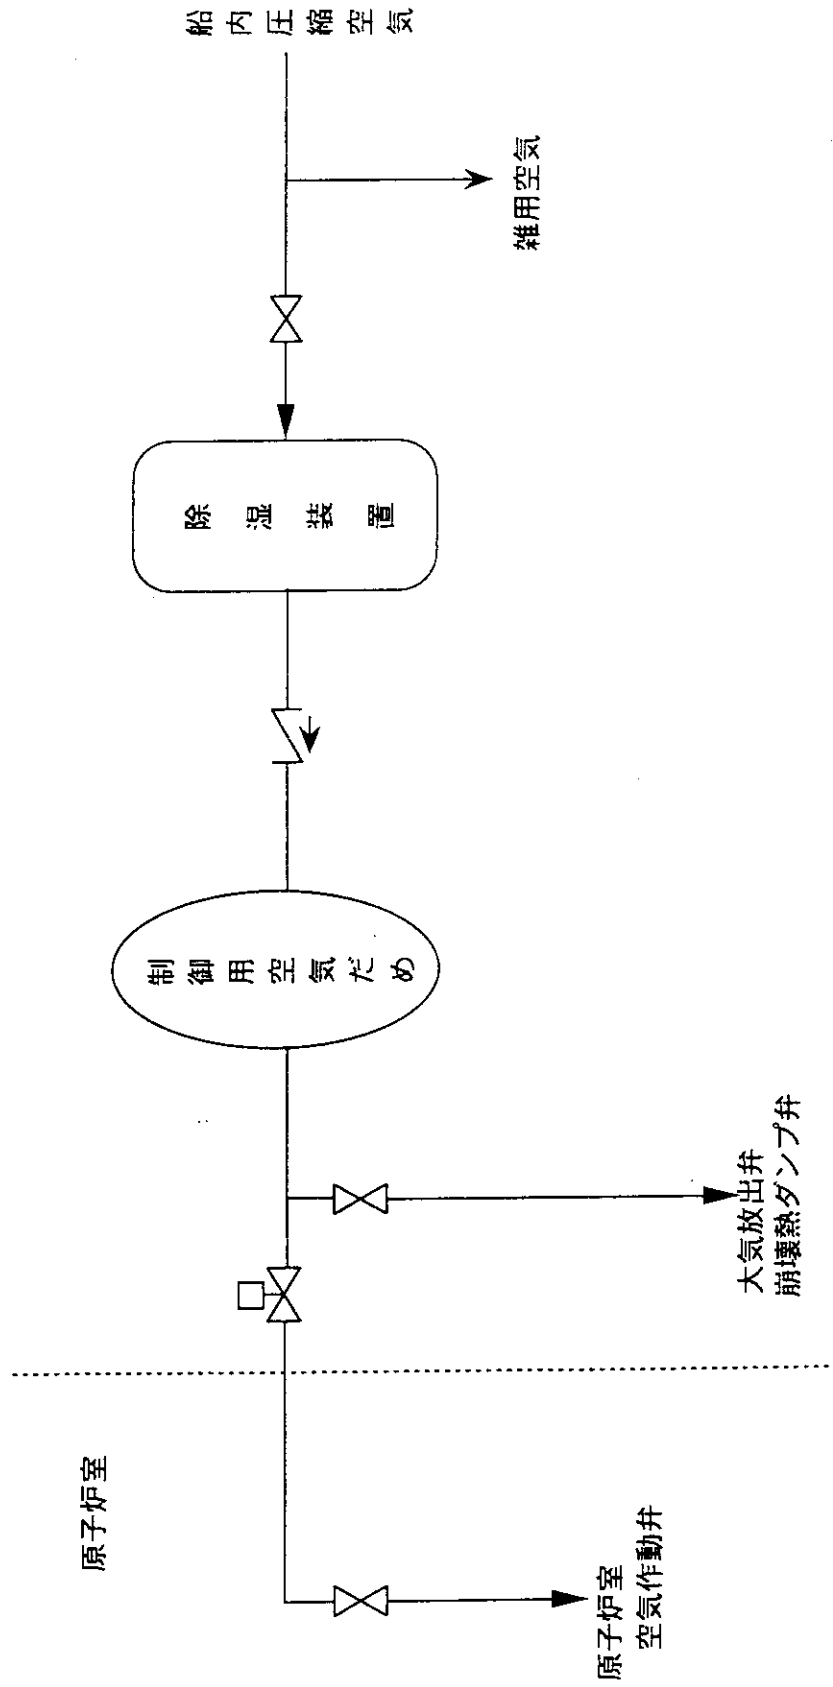 船内圧縮空気
雑用空気
除湿装置
制御用空気だめ
大気放出弁
崩壊熱ダンプ弁
原子炉室
原子炉室
空気作動弁